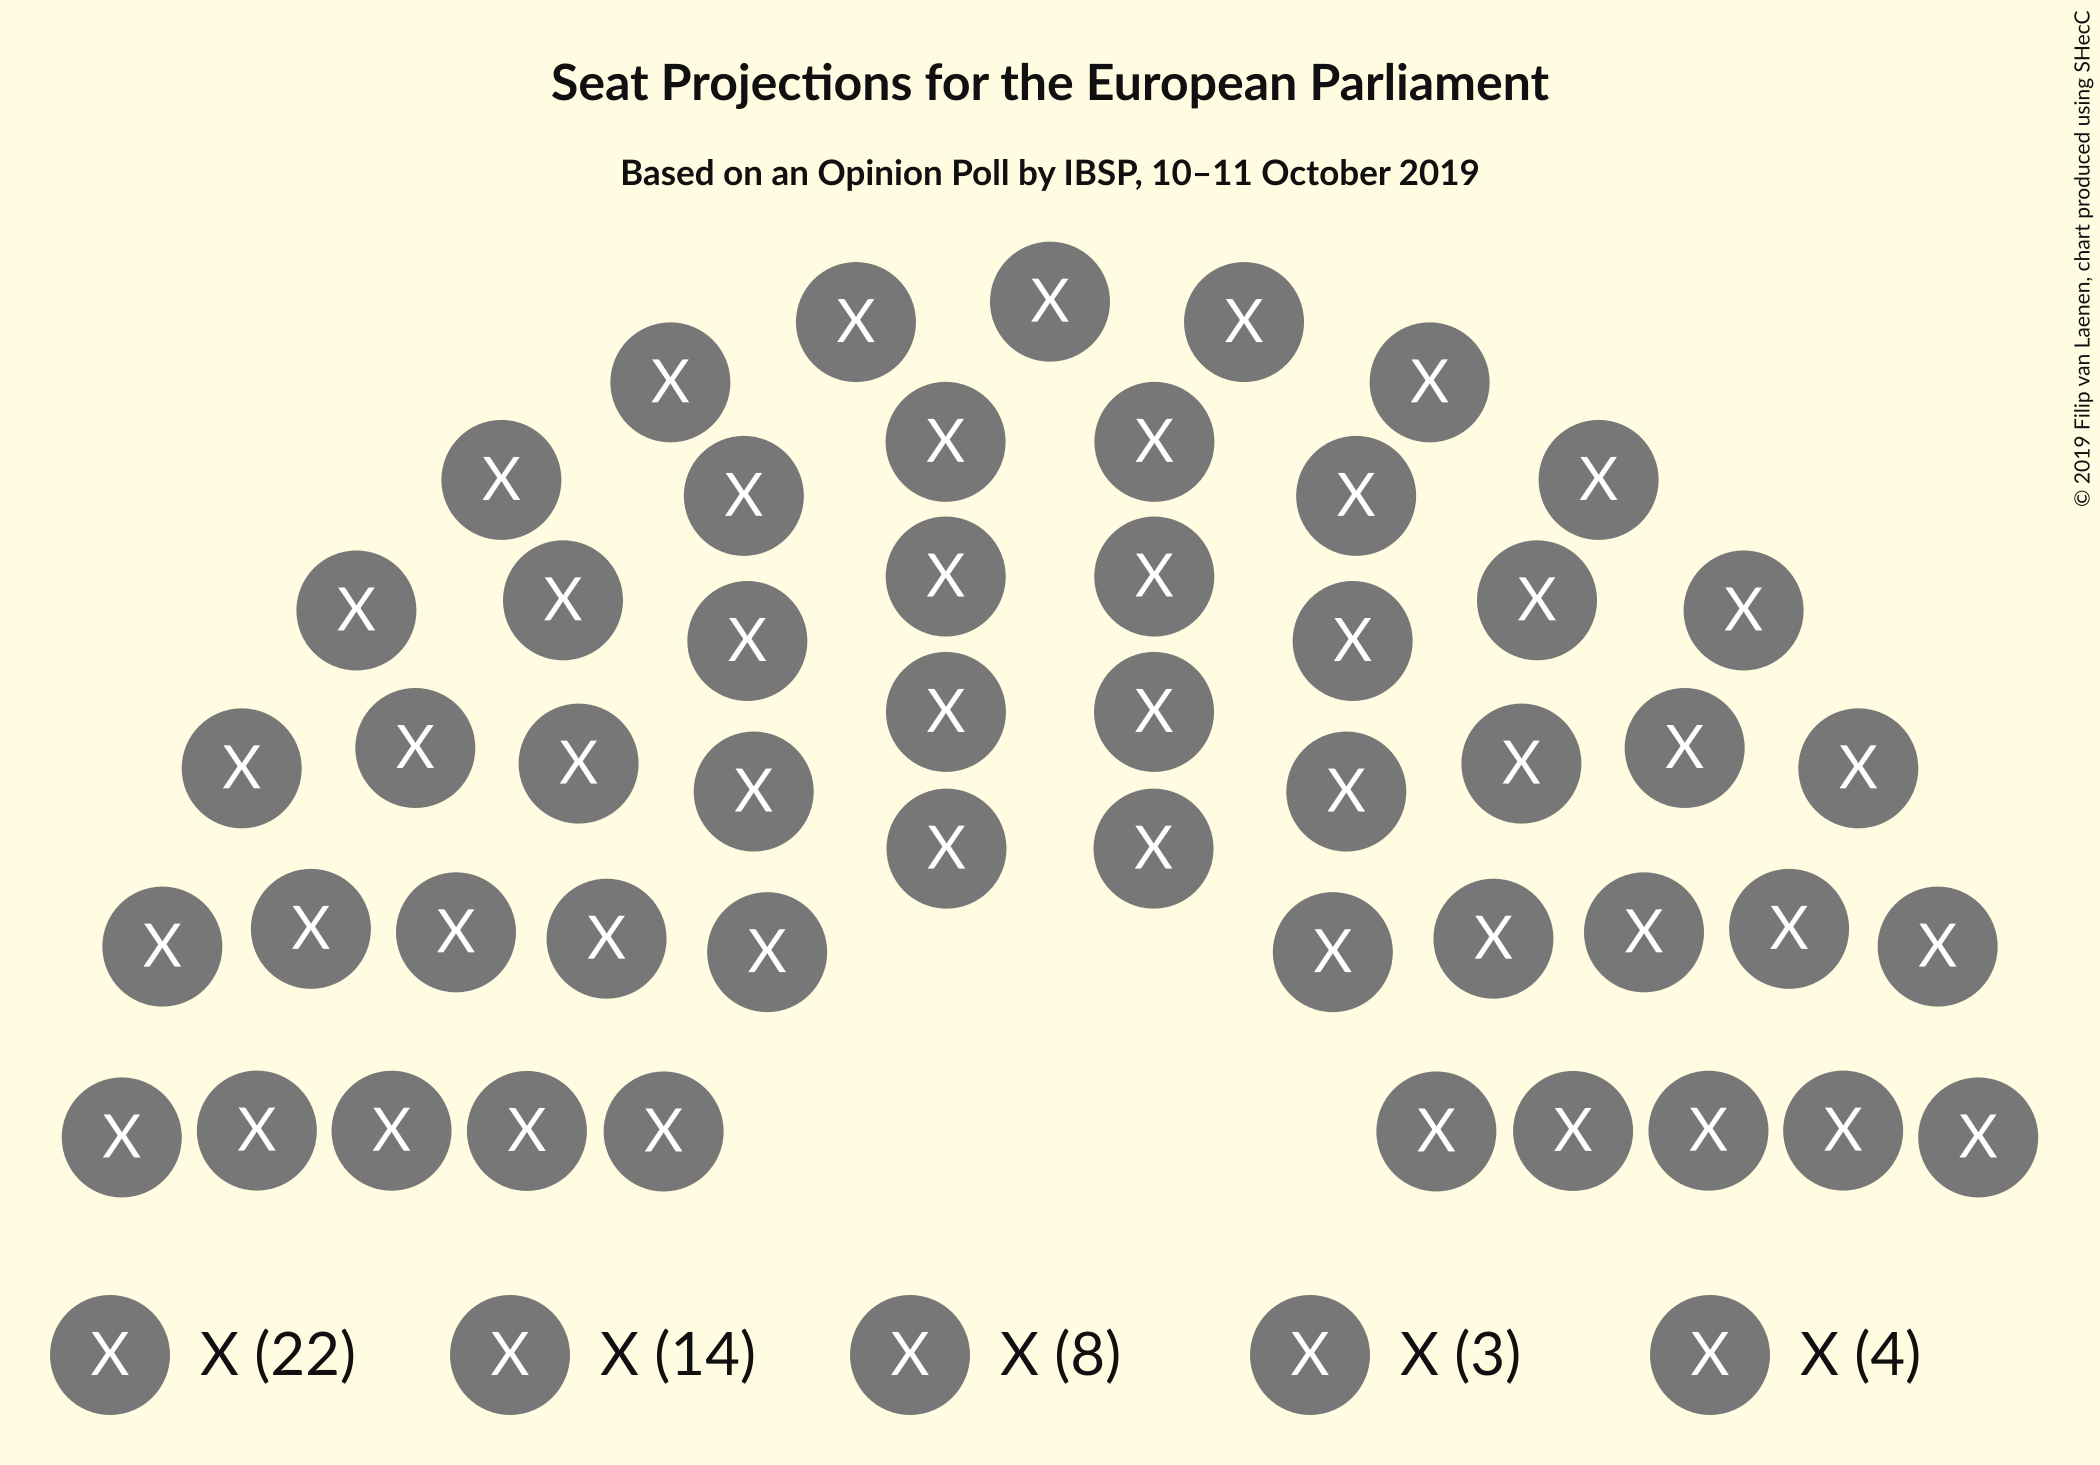 Seat Projections for the European Parliament
Based on an Opinion Poll by IBSP, 10–11 October 2019
© 2019 Filip van Laenen, chart produced using SHecC
X X X
X X
X X
X X X X
X X X X X X X X
X X
X X X X X X X X
X X
X X X X X X X X X X
X X X X X X X X X X
X X (22) X X (14) X X (8) X X (3) X X (4)